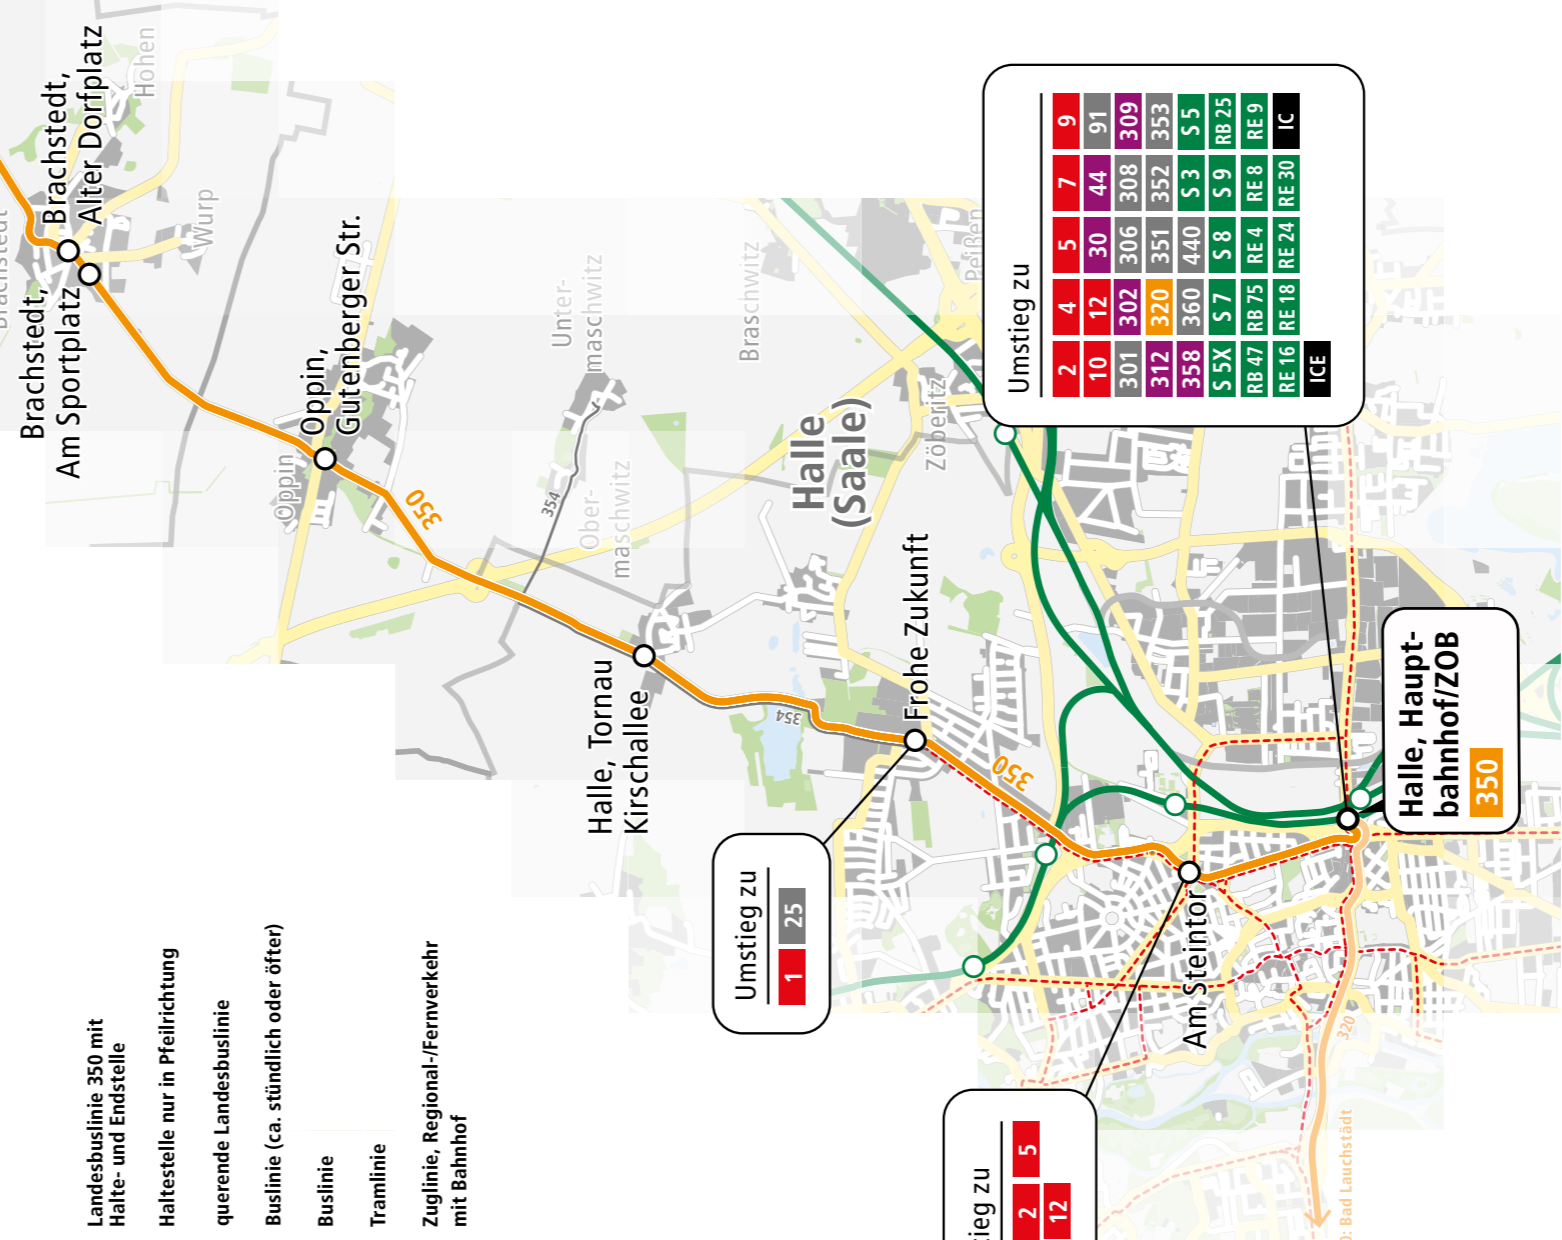 Landesbuslinie 350 mit
Halte- und Endstelle
Haltestelle nur in Pfeilrichtung
querende Landesbuslinie
Buslinie (ca. stündlich oder öfter)
Buslinie
Tramlinie
Zuglinie, Regional-/Fernverkehr
mit Bahnhof
Brachstedt,
Am Sportplatz
Brachstedt,
Alter Dorfplatz
Hohen
Wurp
Oppin,
Gutenberger Str.
Oppin
350
354
Unter-
maschwitz
Ober-
maschwitz
Braschwitz
Halle, Tornau
Kirschallee
354
Halle
(Saale)
Zöberitz
Peißen
Frohe Zukunft
350
Umstieg zu
1 25
Umstieg zu
2 4 5 7 9
10 12 30 44 91
301 302 306 308 309
312 320 351 352 353
358 360 440 S 3 S 5
S 5X S 7 S 8 S 9 RB 25
RB 47 RB 75 RE 4 RE 8 RE 9
RE 16 RE 18 RE 24 RE 30 IC
ICE
Am Steintor
zu
2 5
12
Halle, Haupt-
bahnhof/ZOB
350
320
Bad Lauchstädt